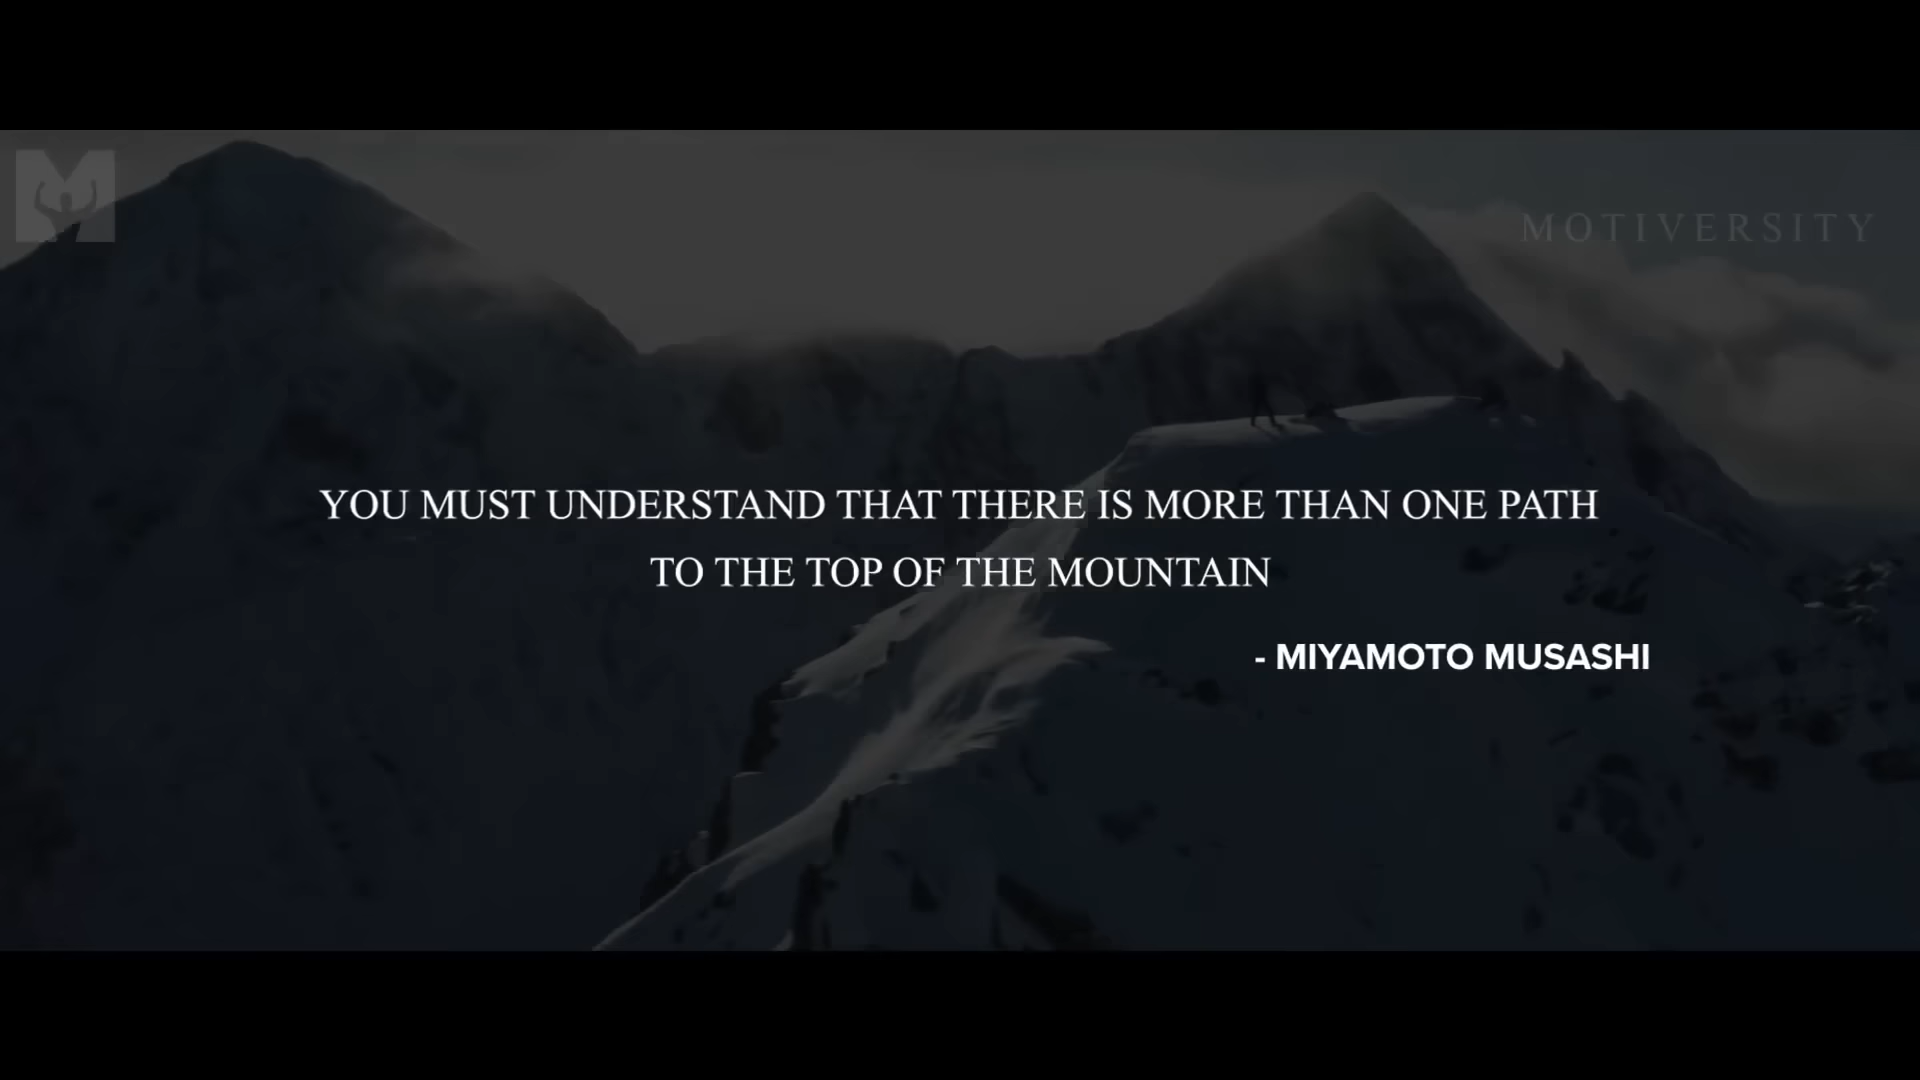 M
MOTIVERSITY
YOU MUST UNDERSTAND THAT THERE IS MORE THAN ONE PATH
TO THE TOP OF THE MOUNTAIN
- MIYAMOTO MUSASHI